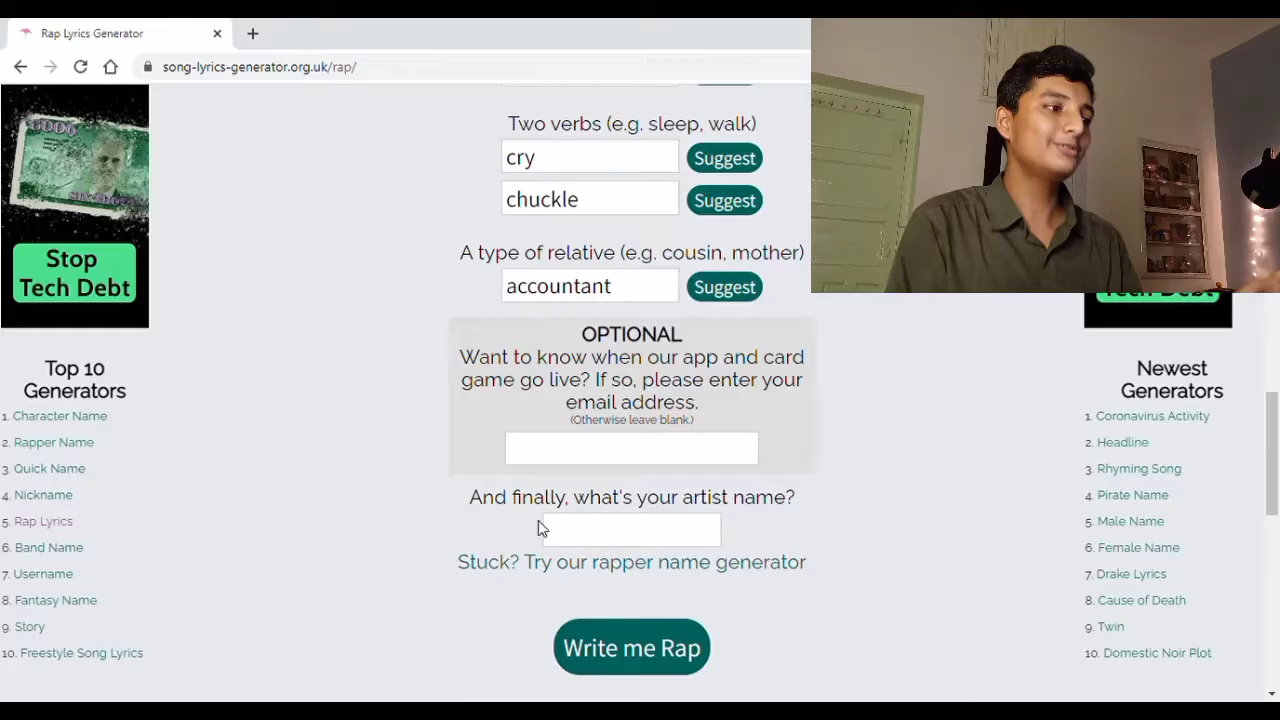 Rap Lyrics Generator
song-lyrics-generator.org.uk/rap/
Two verbs (e.g. sleep, walk)
cry
Suggest
chuckle
Suggest
A type of relative (e.g. cousin, mother)
accountant
Suggest
OPTIONAL
Want to know when our app and card
game go live? If so, please enter your
email address.
(Otherwise leave blank.)
And finally, what's your artist name?
Stuck? Try our rapper name generator
Write me Rap
Stop
Tech Debt
Top 10
Generators
1. Character Name
2. Rapper Name
3. Quick Name
4. Nickname
5. Rap Lyrics
6. Band Name
7. Username
8. Fantasy Name
9. Story
10. Freestyle Song Lyrics
Tech Debt
Newest
Generators
1. Coronavirus Activity
2. Headline
3. Rhyming Song
4. Pirate Name
5. Male Name
6. Female Name
7. Drake Lyrics
8. Cause of Death
9. Twin
10. Domestic Noir Plot